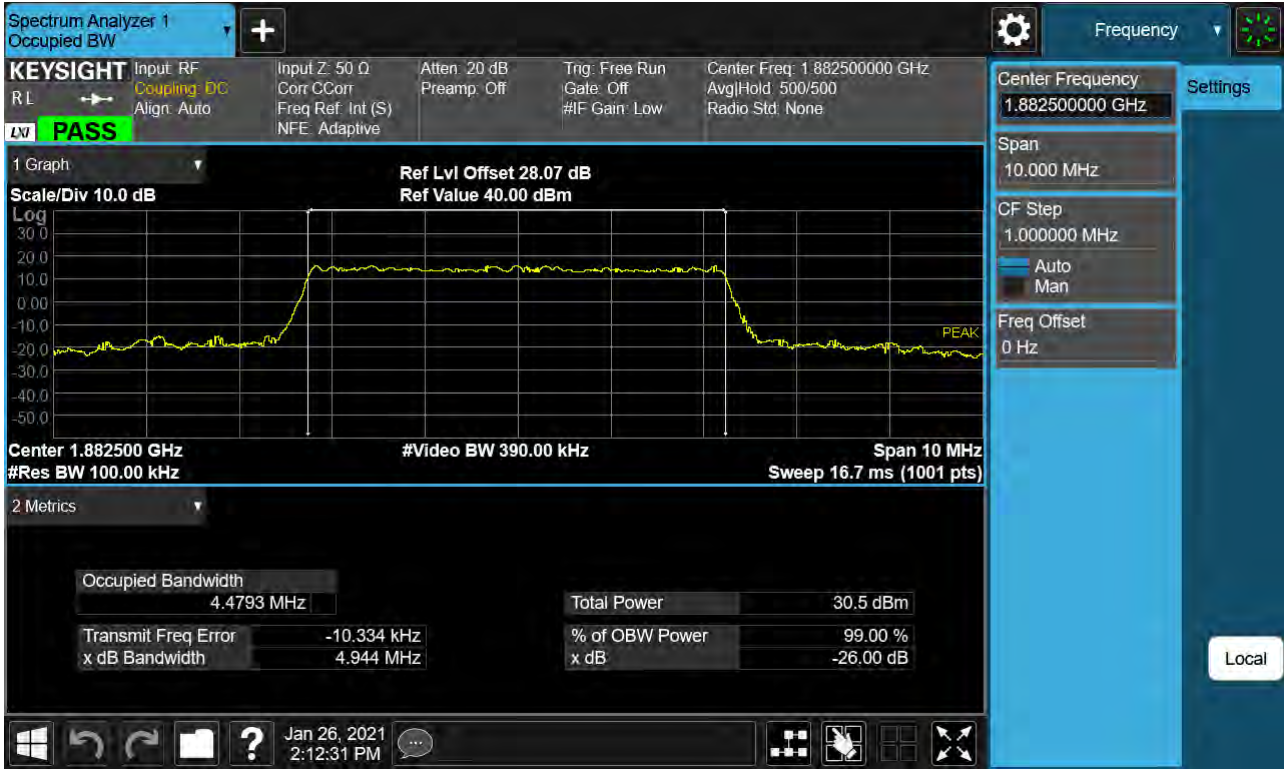 Spectrum Analyzer 1
Occupied BW
+
Frequency
KEYSIGHT
RL
LXI
PASS
Input: RF
Coupling: DC
Align: Auto
Input Z: 50 Ω
Corr CCorr
Freq Ref: Int (S)
NFE: Adaptive
Atten: 20 dB
Preamp: Off
Trig: Free Run
Gate: Off
#IF Gain: Low
Center Freq: 1.882500000 GHz
Avg|Hold: 500/500
Radio Std: None
Center Frequency
1.882500000 GHz
Settings
Span
10.000 MHz
CF Step
1.000000 MHz
Auto
Man
Freq Offset
0 Hz
Local
1 Graph
Scale/Div 10.0 dB
Ref Lvl Offset 28.07 dB
Ref Value 40.00 dBm
Log
30.0
20.0
10.0
0.00
-10.0
-20.0
-30.0
-40.0
-50.0
PEAK
Center 1.882500 GHz
#Video BW 390.00 kHz
Span 10 MHz
#Res BW 100.00 kHz
Sweep 16.7 ms (1001 pts)
2 Metrics
Occupied Bandwidth
4.4793 MHz
Total Power 30.5 dBm
Transmit Freq Error -10.334 kHz
% of OBW Power 99.00 %
x dB Bandwidth 4.944 MHz
x dB -26.00 dB
?
Jan 26, 2021
2:12:31 PM